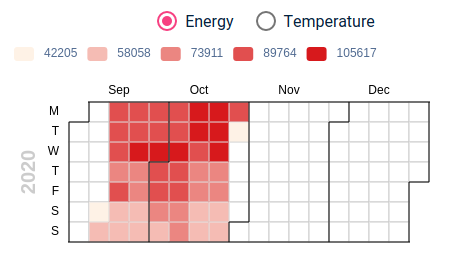 Energy Temperature
42205 58058 73911 89764 105617
Sep Oct Nov Dec
2020
M
T
W
T
F
S
S